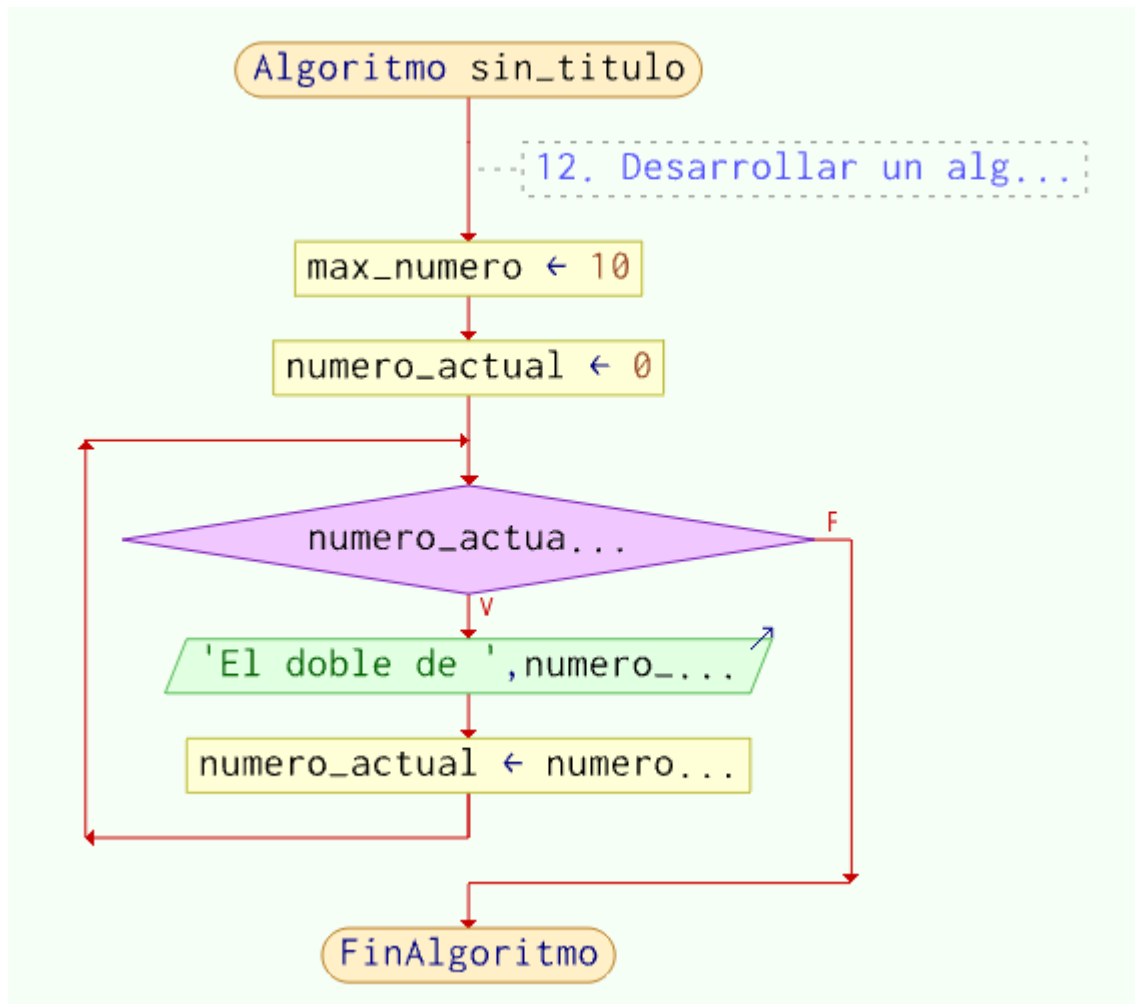 Algoritmo sin_titulo
12. Desarrollar un alg...
max_numero ← 10
numero_actual ← 0
numero_actua...
F
V
'El doble de ',numero_...
numero_actual ← numero...
FinAlgoritmo